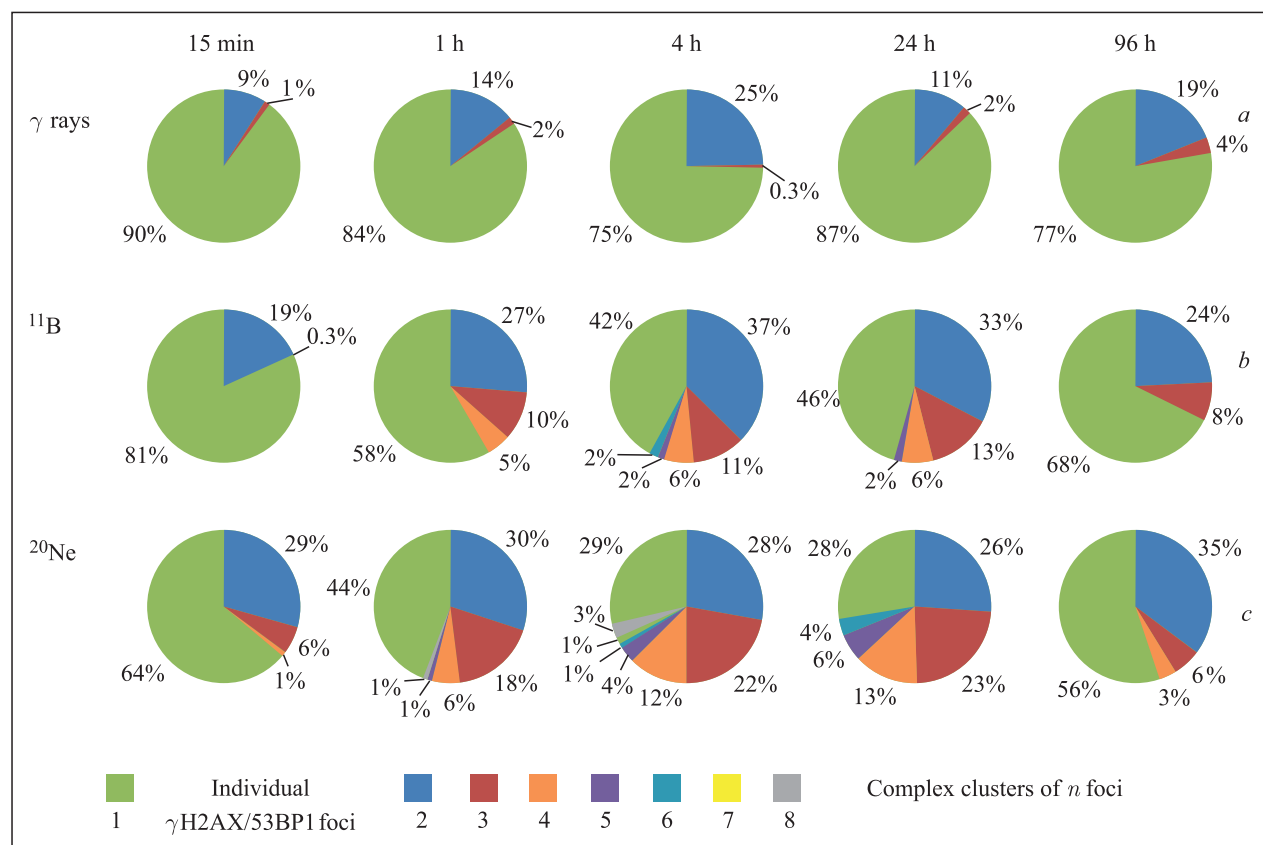 15 min 1 h 4 h 24 h 96 h
γ rays
a
9% 1% 90%
14% 2% 84%
25% 0.3% 75%
11% 2% 87%
19% 4% 77%
¹¹B
b
19% 0.3% 81%
27% 10% 5% 58%
42% 37% 11% 6% 2% 2%
33% 13% 6% 2% 46%
24% 8% 68%
²⁰Ne
c
29% 6% 1% 64%
30% 18% 6% 1% 1% 44%
29% 28% 22% 12% 4% 1% 1% 3%
28% 26% 23% 13% 6% 4%
35% 6% 3% 56%
Individual Complex clusters of n foci
1 γH2AX/53BP1 foci 2 3 4 5 6 7 8